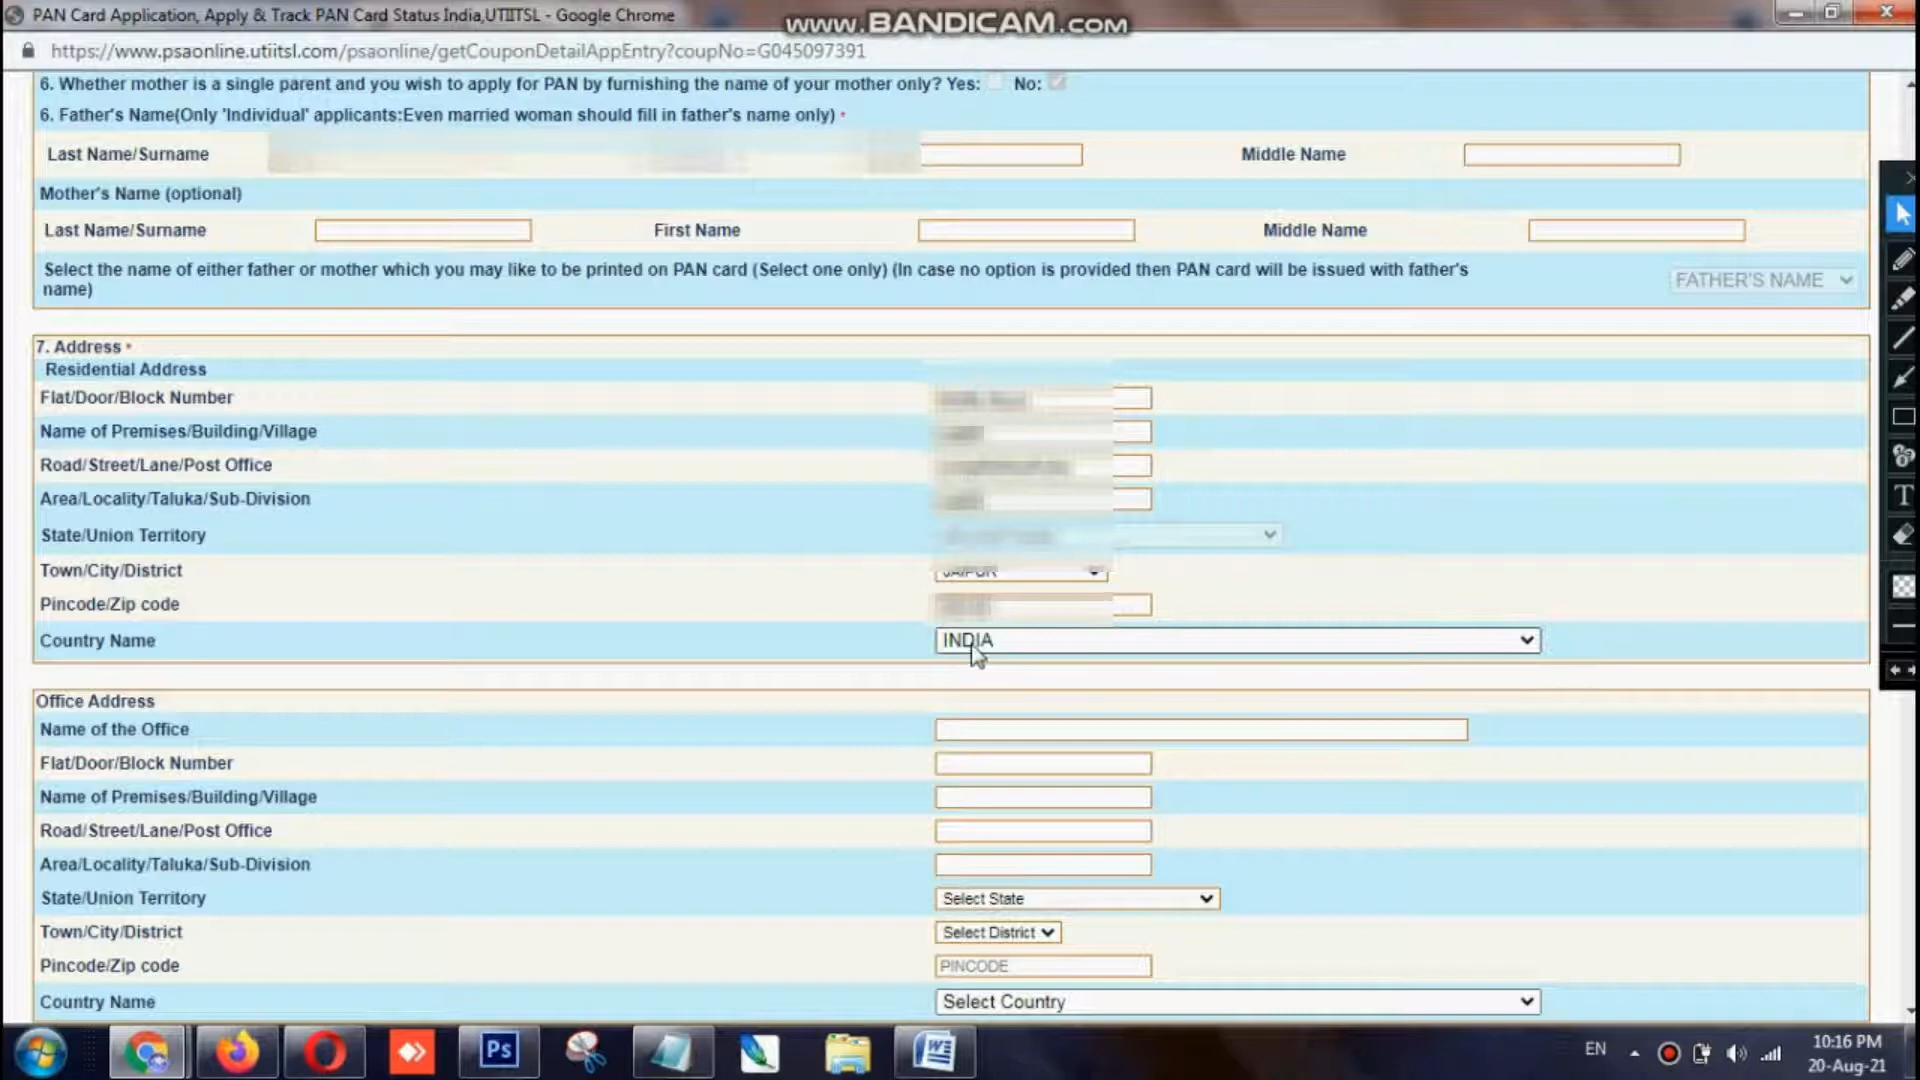 PAN Card Application, Apply & Track PAN Card Status India,UTIITSL - Google Chrome
www.BANDICAM.com
https://www.psaonline.utiitsl.com/psaonline/getCouponDetailAppEntry?coupNo=G045097391
6. Whether mother is a single parent and you wish to apply for PAN by furnishing the name of your mother only? Yes: No:
6. Father's Name(Only 'Individual' applicants:Even married woman should fill in father's name only) *
Last Name/Surname Middle Name
Mother's Name (optional)
Last Name/Surname First Name Middle Name
Select the name of either father or mother which you may like to be printed on PAN card (Select one only) (In case no option is provided then PAN card will be issued with father's
name) FATHER'S NAME
7. Address *
Residential Address
Flat/Door/Block Number
Name of Premises/Building/Village
Road/Street/Lane/Post Office
Area/Locality/Taluka/Sub-Division
State/Union Territory
Town/City/District JAIPUR
Pincode/Zip code
Country Name INDIA
Office Address
Name of the Office
Flat/Door/Block Number
Name of Premises/Building/Village
Road/Street/Lane/Post Office
Area/Locality/Taluka/Sub-Division
State/Union Territory Select State
Town/City/District Select District
Pincode/Zip code PINCODE
Country Name Select Country
Ps
EN
10:16 PM
20-Aug-21